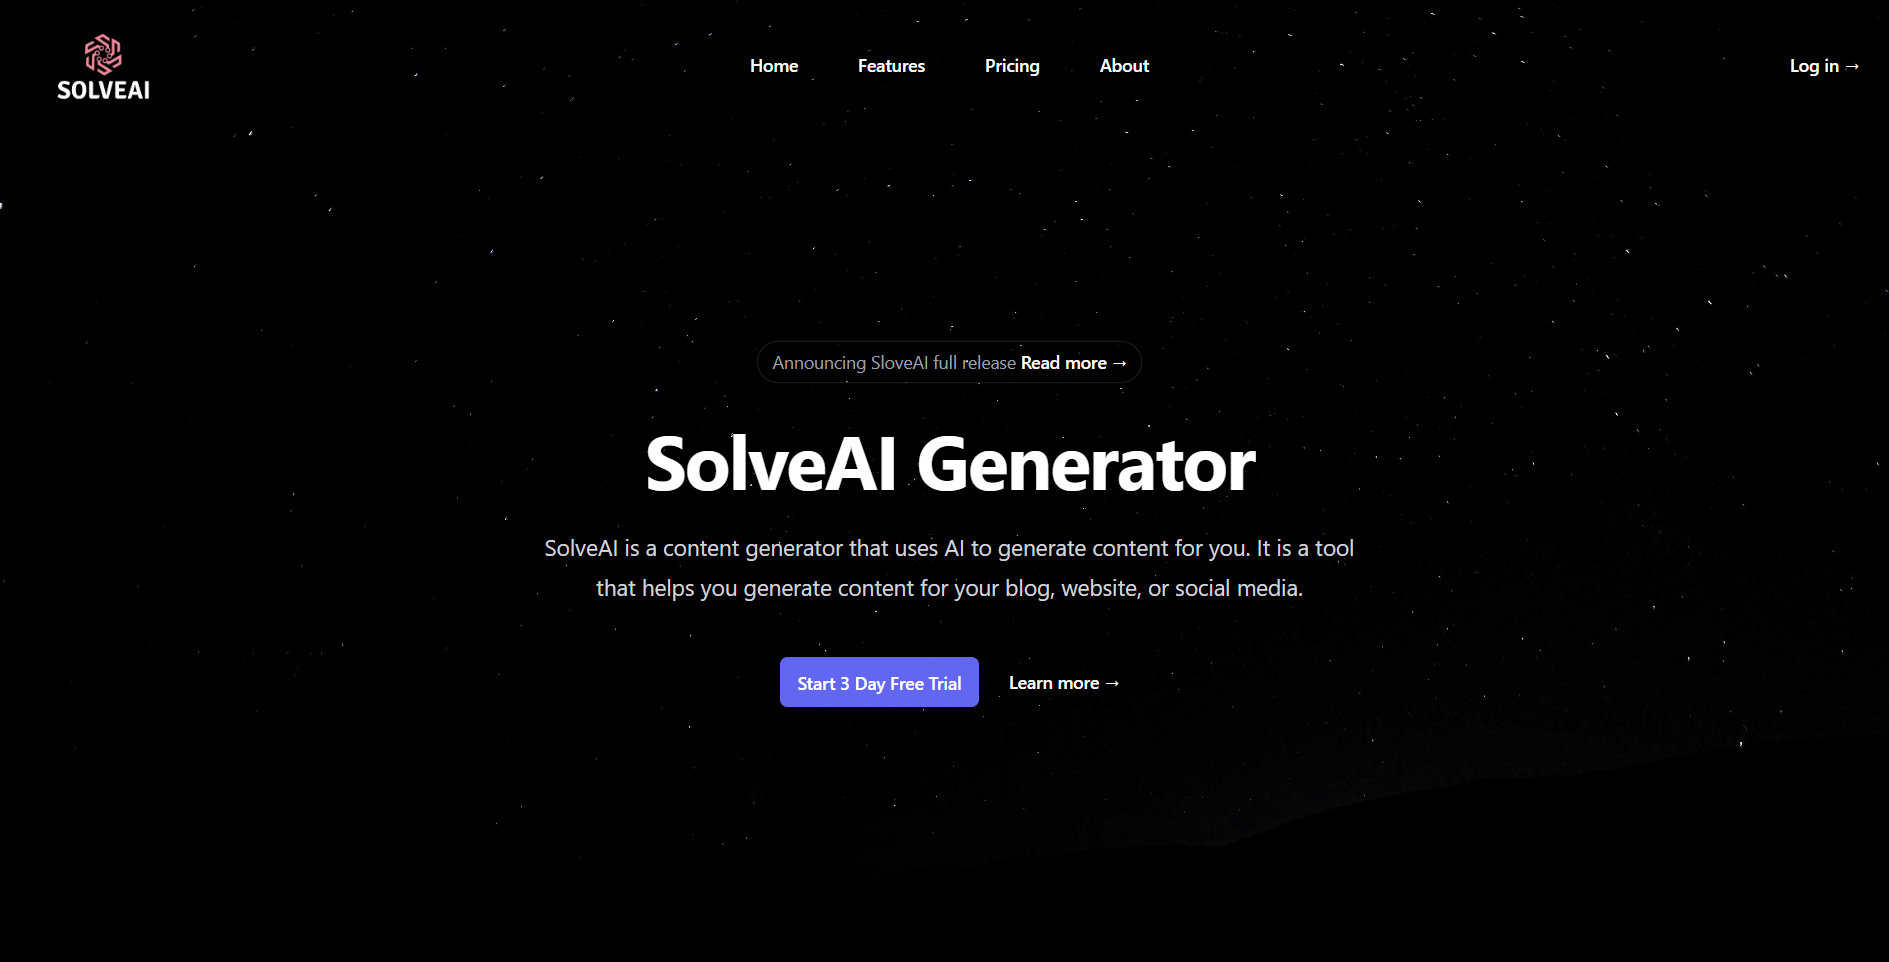 SOLVEAI
Home
Features
Pricing
About
Log in →
Announcing SloveAI full release Read more →
SolveAI Generator
SolveAI is a content generator that uses AI to generate content for you. It is a tool
that helps you generate content for your blog, website, or social media.
Start 3 Day Free Trial
Learn more →